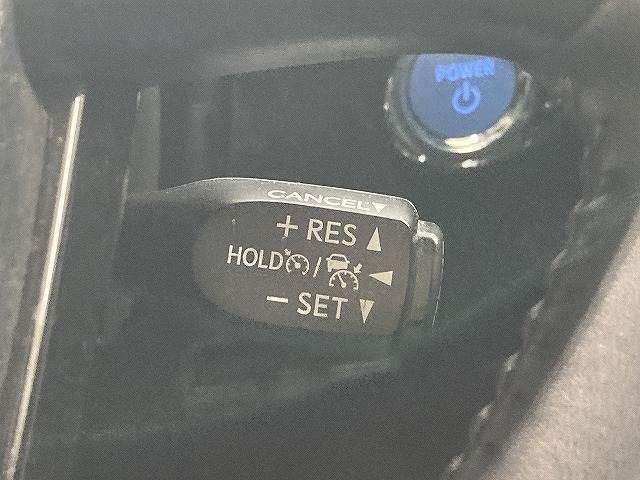 POWER
CANCEL▼
+ RES ▲
HOLD / ◀
− SET ▼